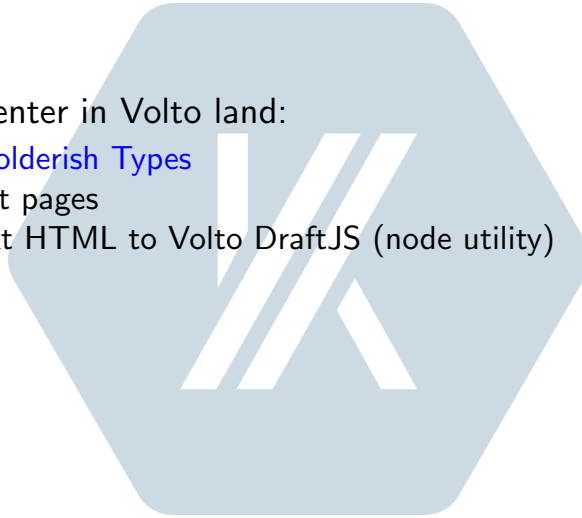 enter in Volto land:
olderish Types
t pages
t HTML to Volto DraftJS (node utility)